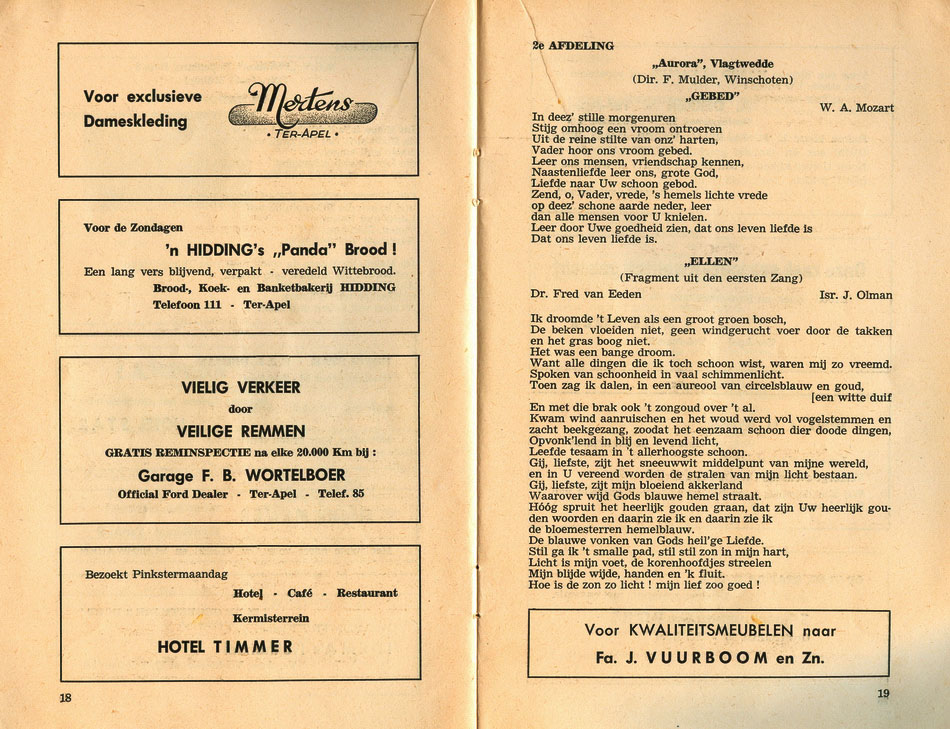 Voor exclusieve
Dameskleding
Mertens
• TER-APEL •
Voor de Zondagen
'n HIDDING's „Panda” Brood !
Een lang vers blijvend, verpakt - veredeld Wittebrood.
Brood-, Koek- en Banketbakerij HIDDING
Telefoon 111 - Ter-Apel
VIELIG VERKEER
door
VEILIGE REMMEN
GRATIS REMINSPECTIE na elke 20.000 Km bij :
Garage F. B. WORTELBOER
Official Ford Dealer - Ter-Apel - Telef. 85
Bezoekt Pinkstermaandag
Hotel - Café - Restaurant
Kermisterrein
HOTEL TIMMER
18
2e AFDELING
„Aurora”, Vlagtwedde
(Dir. F. Mulder, Winschoten)
„GEBED”
W. A. Mozart
In deez' stille morgenuren
Stijg omhoog een vroom ontroeren
Uit de reine stilte van onz' harten,
Vader hoor ons vroom gebed.
Leer ons mensen, vriendschap kennen,
Naastenliefde leer ons, grote God,
Liefde naar Uw schoon gebod.
Zend, o, Vader, vrede, 's hemels lichte vrede
op deez' schone aarde neder, leer
dan alle mensen voor U knielen.
Leer door Uwe goedheid zien, dat ons leven liefde is
Dat ons leven liefde is.
„ELLEN”
(Fragment uit den eersten Zang)
Dr. Fred van Eeden Isr. J. Olman
Ik droomde 't Leven als een groot groen bosch,
De beken vloeiden niet, geen windgerucht voer door de takken
en het gras boog niet.
Het was een bange droom.
Want alle dingen die ik toch schoon wist, waren mij zo vreemd.
Spoken van schoonheid in vaal schimmenlicht.
Toen zag ik dalen, in een aureool van circelsblauw en goud,
[een witte duif
En met die brak ook 't zongoud over 't al.
Kwam wind aanruischen en het woud werd vol vogelstemmen en
zacht beekgezang, zoodat het eenzaam schoon dier doode dingen,
Opvonk'lend in blij en levend licht,
Leefde tesaam in 't allerhoogste schoon.
Gij, liefste, zijt het sneeuwwit middelpunt van mijne wereld,
en in U vereend worden de stralen van mijn licht bestaan.
Gij, liefste, zijt mijn bloeiend akkerland
Waarover wijd Gods blauwe hemel straalt.
Hóóg spruit het heerlijk gouden graan, dat zijn Uw heerlijk gou-
den woorden en daarin zie ik en daarin zie ik
de bloemesterren hemelblauw.
De blauwe vonken van Gods heil'ge Liefde.
Stil ga ik 't smalle pad, stil stil zon in mijn hart,
Licht is mijn voet, de korenhoofdjes streelen
Mijn blijde wijde, handen en 'k fluit.
Hoe is de zon zo licht ! mijn lief zoo goed !
Voor KWALITEITSMEUBELEN naar
Fa. J. VUURBOOM en Zn.
19